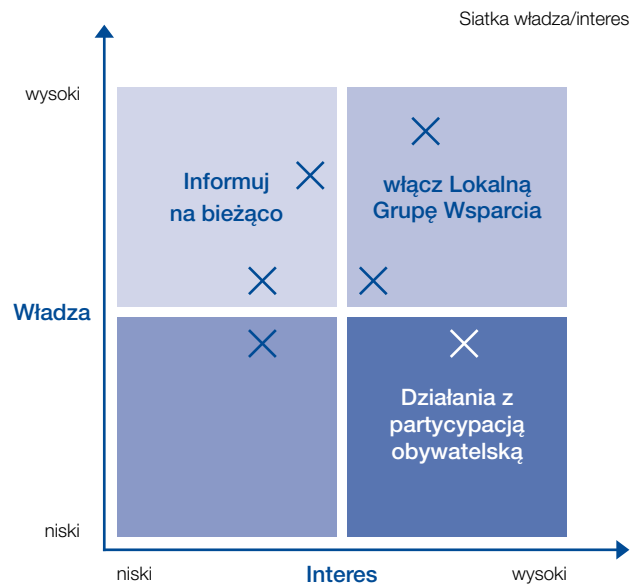 Siatka władza/interes
wysoki
Informuj
na bieżąco
włącz Lokalną
Grupę Wsparcia
Władza
Działania z
partycypacją
obywatelską
niski
niski
Interes
wysoki